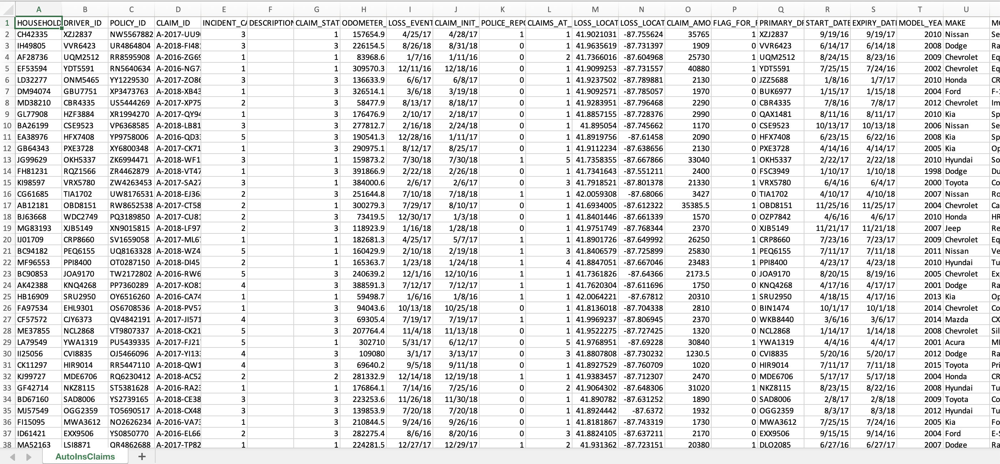 A B C D E F G H I J K L M N O P Q R S T U
1 HOUSEHOLD DRIVER_ID POLICY_ID CLAIM_ID INCIDENT_CA DESCRIPTION CLAIM_STAT ODOMETER_ LOSS_EVENT CLAIM_INIT_ POLICE_REPO CLAIMS_AT_ LOSS_LOCAT LOSS_LOCAT CLAIM_AMO FLAG_FOR_F PRIMARY_DR START_DATE EXPIRY_DATE MODEL_YEA MAKE MO
2 CH42335 XZJ2837 NW5567882 A-2017-UU9 3 1 157654.9 4/25/17 4/28/17 1 1 41.9021031 -87.755624 35765 1 XZJ2837 9/19/16 9/19/17 2010 Nissan Se
3 IH49805 VVR6423 UR4864804 A-2018-FI48 3 3 226154.5 8/26/18 8/31/18 0 1 41.9635619 -87.731397 1909 0 VVR6423 6/14/17 6/14/18 2008 Dodge Ra
4 AF28736 UQM2512 RR8595908 A-2016-ZG69 1 1 83968.6 1/7/16 1/11/16 0 2 41.7366016 -87.604968 25730 1 UQM2512 8/24/15 8/23/16 2009 Chevrolet Eq
5 EF53594 YDT5591 RN5640634 A-2016-NG7 1 1 309570.3 12/11/16 12/18/16 0 1 41.9099253 -87.731557 40880 1 YDT5591 7/25/15 7/24/16 2002 Chevrolet Eq
6 LD32277 ONM5465 YY1229530 A-2017-ZO86 3 3 136633.9 6/6/17 6/8/17 0 1 41.9237502 -87.789881 2130 0 JZZ5688 1/8/16 1/7/17 2010 Honda CR
7 DM94074 GBU7751 XP3473763 A-2018-XB43 1 3 326514.1 3/6/18 3/19/18 0 1 41.9092571 -87.785057 1970 0 BUK6977 1/15/17 1/15/18 2004 Ford F-1
8 MD38210 CBR4335 US5444269 A-2017-XP75 2 3 58477.9 8/13/17 8/18/17 0 1 41.9283951 -87.796468 2290 0 CBR4335 7/8/16 7/8/17 2012 Chevrolet Im
9 GL77908 HZF3884 XR1994270 A-2017-QY94 1 3 176476.9 2/10/17 2/18/17 0 1 41.8857155 -87.728376 2990 0 QAX1481 8/11/16 8/11/17 2010 Kia Sp
10 BA26199 CSE9523 VP6368585 A-2018-LB81 3 3 277812.7 2/16/18 2/24/18 0 1 41.895054 -87.745662 1170 0 CSE9523 10/13/17 10/13/18 2006 Nissan Se
11 EA38976 HFX7408 YP9758006 A-2016-QD33 5 3 190541.3 12/28/16 1/11/17 0 1 41.8919756 -87.61458 2090 0 HFX7408 6/23/15 6/22/16 2008 Kia Sp
12 GB64343 PXE3728 XY6800348 A-2017-CK71 1 3 290975.1 8/12/17 8/25/17 0 1 41.9112234 -87.638656 2130 0 PXE3728 4/14/16 4/14/17 2005 Kia Op
13 JG99629 OKH5337 ZK6994471 A-2018-WF1 3 1 159873.2 7/30/18 7/30/18 1 5 41.7358355 -87.667866 33040 1 OKH5337 2/22/17 2/22/18 2010 Hyundai So
14 FH81231 RQZ1566 ZR4462879 A-2018-VT47 1 3 391866.9 2/22/18 2/26/18 0 1 41.7341643 -87.551211 2400 0 FSC3949 1/10/17 1/10/18 1998 Dodge Du
15 KI98597 VRX5780 ZW4263453 A-2017-SA27 3 1 384000.6 2/6/17 2/6/17 0 3 41.7918521 -87.801378 21330 1 VRX5780 6/4/16 6/4/17 2000 Toyota Co
16 CG61685 TIA1702 UW8176531 A-2018-EJ36 2 3 251644.8 7/10/18 7/18/18 1 1 42.0059308 -87.68066 3427 0 TIA1702 4/10/17 4/10/18 2007 Nissan Ro
17 AB12181 OBD8151 RW8652538 A-2017-CT58 2 1 300279.3 7/29/17 8/10/17 0 1 41.6934005 -87.612322 35385.5 1 OBD8151 11/25/16 11/25/17 2004 Chevrolet Ca
18 BJ63668 WDC2749 PQ3189850 A-2017-CU81 2 3 73419.5 12/30/17 1/3/18 0 1 41.8401446 -87.661339 1570 0 OZP7842 4/6/16 4/6/17 2010 Honda HR
19 MG83193 XJB5149 XN9015815 A-2018-LF97 2 3 118923.9 1/16/18 1/28/18 0 1 41.9751749 -87.768344 2370 0 XJB5149 11/21/17 11/21/18 2007 Jeep Re
20 IJ01709 CRP8660 SV1659058 A-2017-ML67 1 1 182681.3 4/25/17 5/7/17 1 1 41.8901726 -87.649992 26250 1 CRP8660 7/23/16 7/23/17 2009 Chevrolet Eq
21 BC94182 PEQ6155 UQ8163328 A-2018-WZ4 5 1 160429.9 2/10/18 2/19/18 1 3 41.8406579 -87.725899 25830 1 PEQ6155 7/11/17 7/11/18 2011 Nissan Ve
22 MF96553 PPI8400 OT0287150 A-2018-DI45 2 1 165363.7 1/23/18 1/24/18 1 4 41.8847051 -87.667046 23483 1 PPI8400 4/23/17 4/23/18 2010 Hyundai Tu
23 BC90853 JOA9170 TW2172802 A-2016-RW6 5 3 240639.2 12/1/16 12/10/16 1 1 41.7361826 -87.64366 2173.5 0 JOA9170 8/20/15 8/19/16 2005 Chevrolet Ex
24 AK42388 KNQ4268 PP7360289 A-2017-KO81 4 3 388591.3 7/12/17 7/12/17 1 1 41.7620304 -87.611696 1750 0 KNQ4268 4/17/16 4/17/17 2001 Dodge Ra
25 HB16909 SRU2950 OY6516260 A-2016-CA74 1 1 59498.7 1/6/16 1/8/16 1 1 42.0064221 -87.67812 20310 1 SRU2950 4/18/15 4/17/16 2013 Kia Op
26 FA97534 EHL9301 OS6708536 A-2018-PV57 1 3 94043.6 10/13/18 10/25/18 0 1 41.8136018 -87.704338 2810 0 BIN1474 10/1/17 10/1/18 2014 Chevrolet Co
27 CF57572 CJY6373 QV4842191 A-2017-JI571 4 3 69305.4 7/19/17 7/19/17 1 1 41.9969237 -87.806945 2370 0 WKB8440 3/6/16 3/6/17 2014 Mazda CX
28 ME37855 NCL2868 VT9807337 A-2018-CK21 5 3 207764.4 11/4/18 11/13/18 0 1 41.9522275 -87.727425 1320 0 NCL2868 1/14/17 1/14/18 2008 Chevrolet Sil
29 LA79549 YWA1319 PU5439335 A-2017-FJ21 5 1 302710 5/31/17 6/12/17 0 5 41.9768951 -87.69228 30840 1 YWA1319 4/4/16 4/4/17 2001 Acura MI
30 II25056 CVI8835 OJ5466096 A-2017-YI133 4 3 109080 3/1/17 3/13/17 0 3 41.8807808 -87.730232 1230.5 0 CVI8835 5/20/16 5/20/17 2012 Dodge Ra
31 CK11297 HIR9014 RR5447110 A-2018-QW1 4 3 69640.2 9/5/18 9/11/18 0 1 41.8927529 -87.760709 1020 0 HIR9014 7/11/17 7/11/18 2015 Toyota Pri
32 KJ99727 MDE6706 RQ6230412 A-2018-AC52 2 2 281332.9 12/14/18 12/19/18 1 1 41.9383457 -87.712307 2470 0 MDE6706 5/17/17 5/17/18 2004 Honda CR
33 GF42714 NKZ8115 ST5381628 A-2016-RA23 1 1 176864.1 7/14/16 7/25/16 0 2 41.9064302 -87.648306 31020 1 NKZ8115 8/23/15 8/22/16 2008 Hyundai Tu
34 BD67160 SAD8006 YS2739165 A-2018-CE38 3 3 223253.6 11/26/18 11/30/18 0 1 41.890782 -87.631252 1890 0 SAD8006 2/8/17 2/8/18 2009 Toyota Co
35 MJ57549 OGG2359 TO5690517 A-2018-CX48 3 3 139853.9 7/20/18 7/20/18 0 1 41.8924442 -87.6372 1932 0 OGG2359 8/3/17 8/3/18 2012 Hyundai Tu
36 FI15095 MWA3612 NO2626234 A-2016-VA73 1 3 210844.5 9/24/16 9/26/16 0 1 41.8181867 -87.743319 1730 0 MWA3612 7/25/15 7/24/16 2005 Kia Fo
37 ID61421 EXX9506 YS0850770 A-2016-EL66 2 3 282275.4 8/6/16 8/20/16 0 3 41.8824105 -87.637211 2170 0 EXX9506 9/15/15 9/14/16 2004 Ford E-S
38 MA52163 LSI8871 QR4862688 A-2017-TP82 1 1 224281.5 12/27/17 12/29/17 1 2 41.931362 -87.723151 20380 1 DLO2085 6/27/16 6/27/17 2007 Dodge Ra
AutoInsClaims